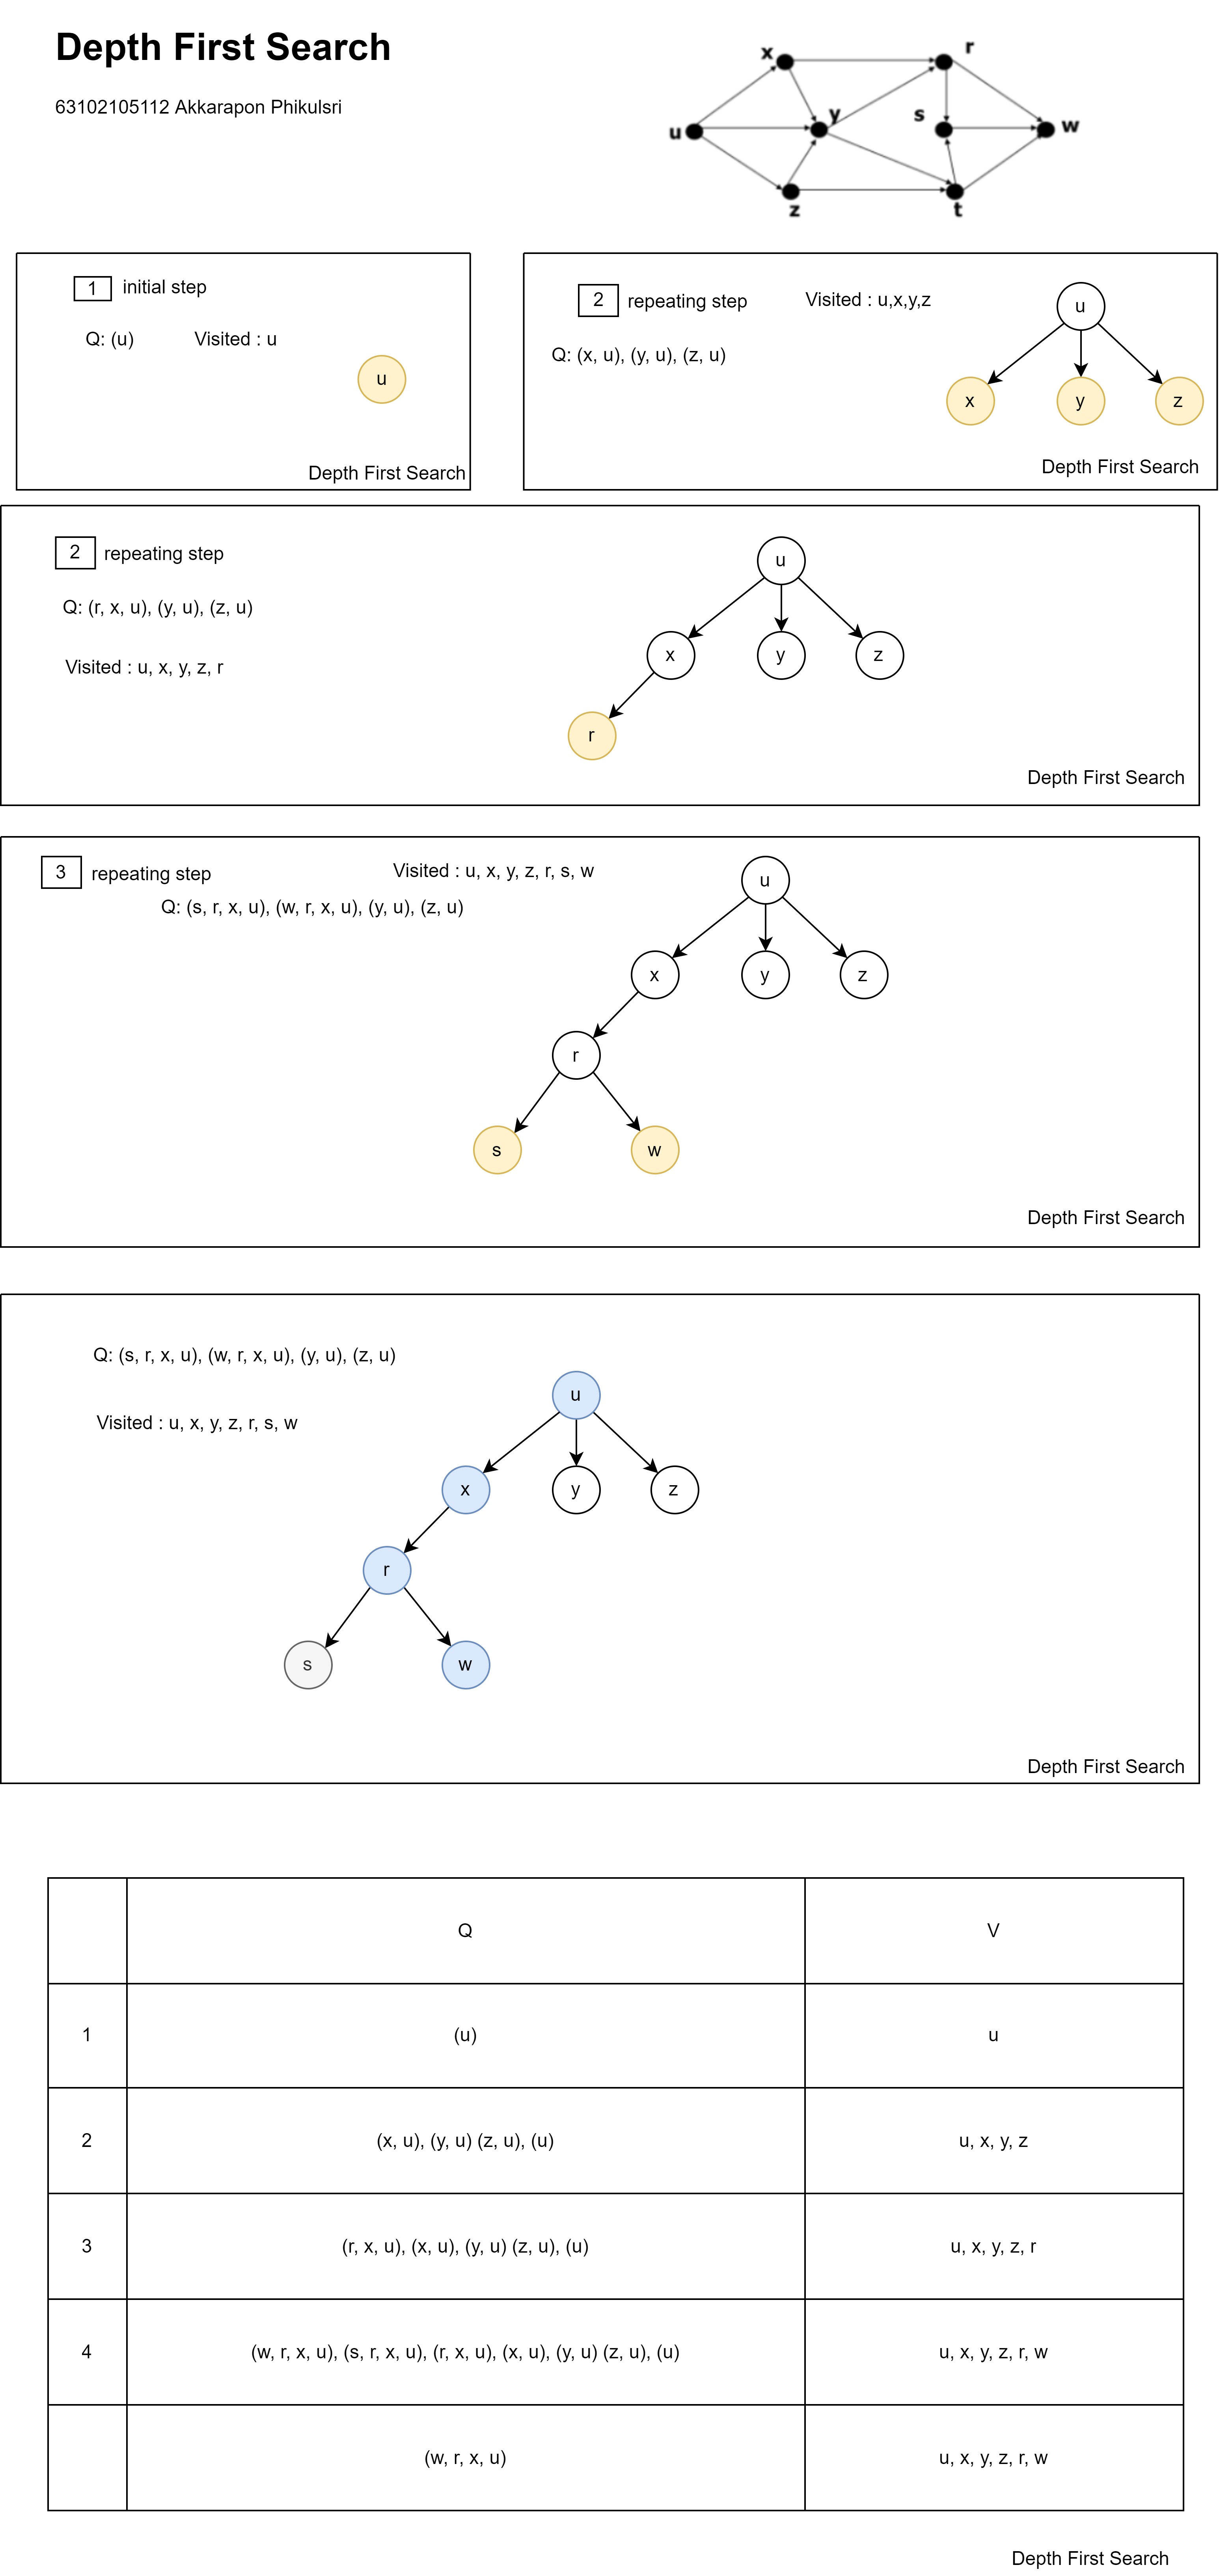 Depth First Search
63102105112 Akkarapon Phikulsri
x
r
u
y
s
w
z
t
1
initial step
Q: (u)
Visited : u
u
Depth First Search
2
repeating step
Visited : u,x,y,z
Q: (x, u), (y, u), (z, u)
u
x
y
z
Depth First Search
2
repeating step
Q: (r, x, u), (y, u), (z, u)
Visited : u, x, y, z, r
u
x
y
z
r
Depth First Search
3
repeating step
Visited : u, x, y, z, r, s, w
Q: (s, r, x, u), (w, r, x, u), (y, u), (z, u)
u
x
y
z
r
s
w
Depth First Search
Q: (s, r, x, u), (w, r, x, u), (y, u), (z, u)
Visited : u, x, y, z, r, s, w
u
x
y
z
r
s
w
Depth First Search
Q V
1 (u) u
2 (x, u), (y, u) (z, u), (u) u, x, y, z
3 (r, x, u), (x, u), (y, u) (z, u), (u) u, x, y, z, r
4 (w, r, x, u), (s, r, x, u), (r, x, u), (x, u), (y, u) (z, u), (u) u, x, y, z, r, w
(w, r, x, u) u, x, y, z, r, w
Depth First Search